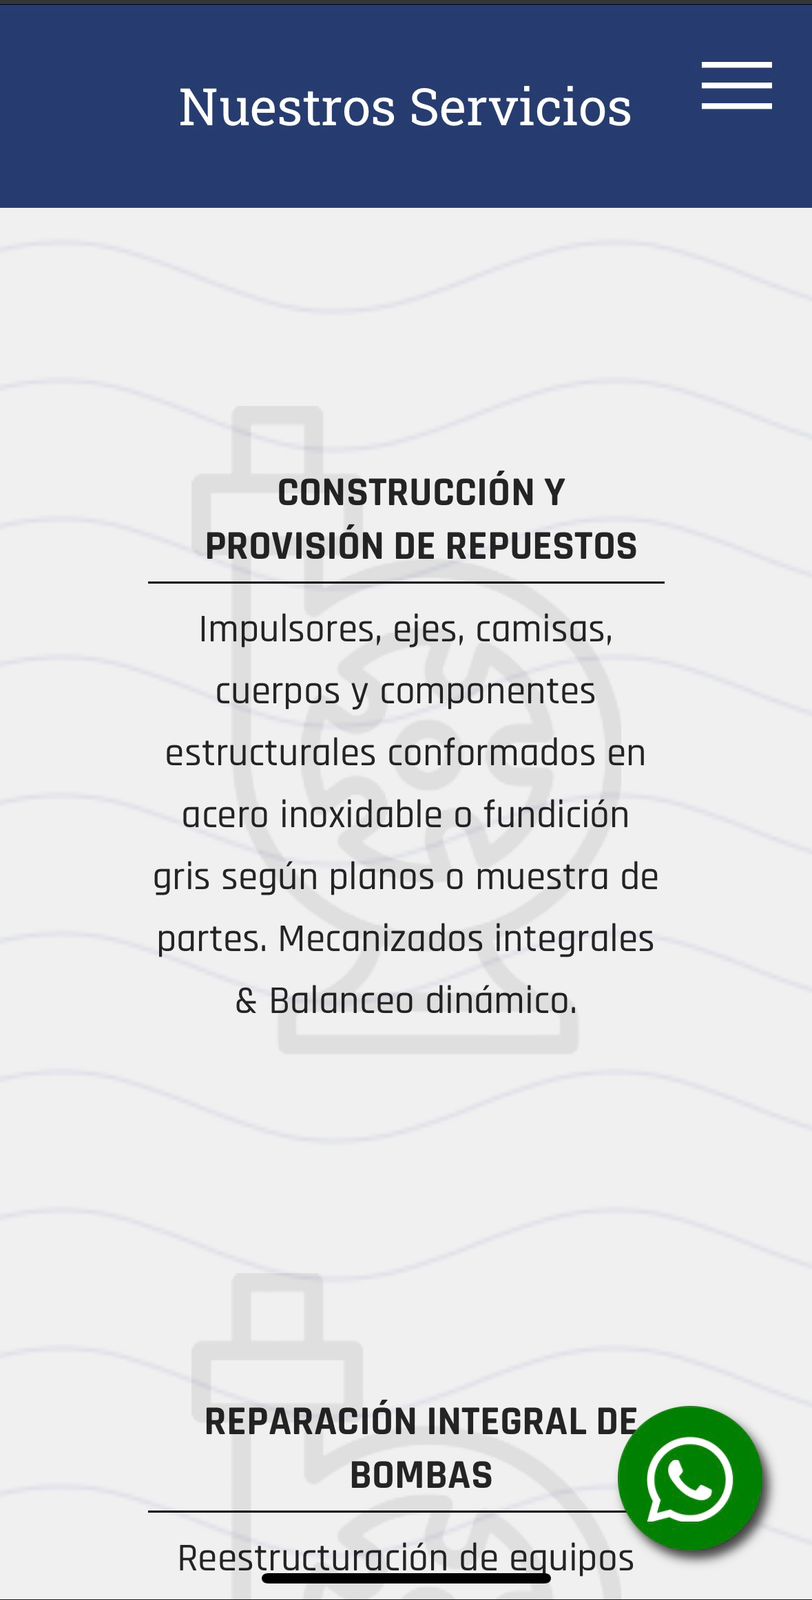 Nuestros Servicios
CONSTRUCCIÓN Y
PROVISIÓN DE REPUESTOS
Impulsores, ejes, camisas,
cuerpos y componentes
estructurales conformados en
acero inoxidable o fundición
gris según planos o muestra de
partes. Mecanizados integrales
& Balanceo dinámico.
REPARACIÓN INTEGRAL DE
BOMBAS
Reestructuración de equipos